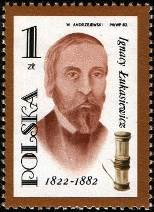 W. ANDRZEJEWSKI PWPW 82.
1
ZŁ
POLSKA
Ignacy Łukasiewicz
1822-1882